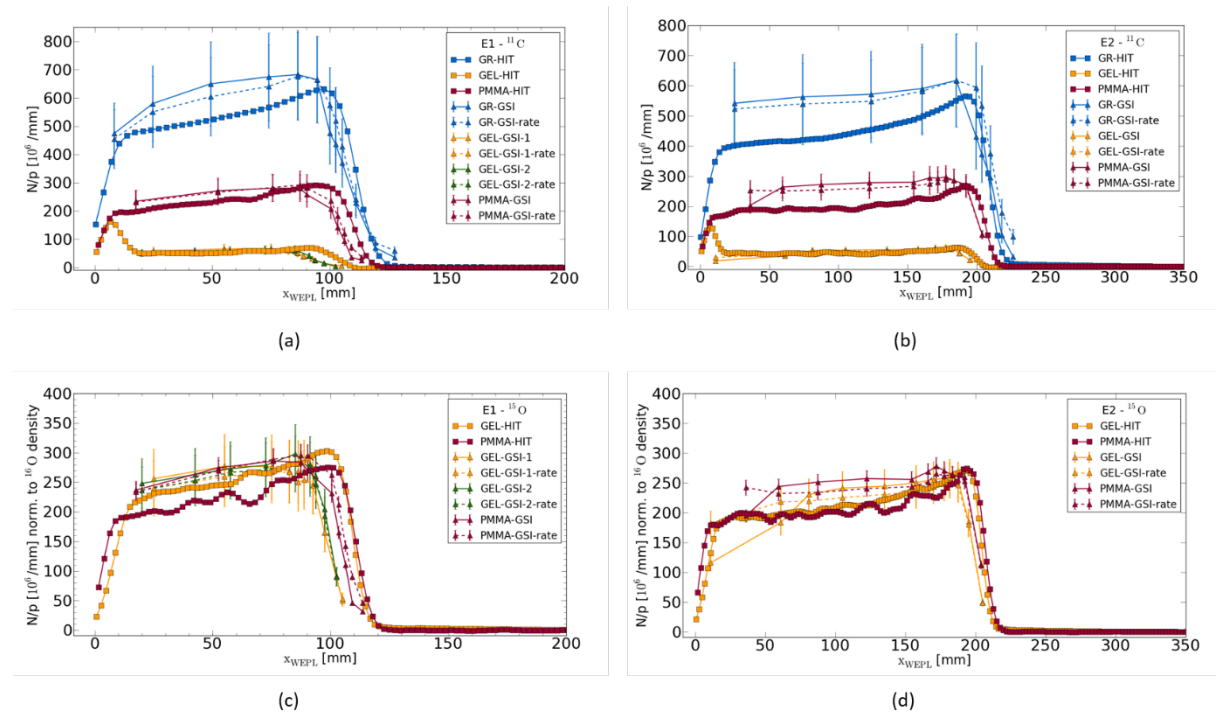 E1 - ¹¹C
GR-HIT
GEL-HIT
PMMA-HIT
GR-GSI
GR-GSI-rate
GEL-GSI-1
GEL-GSI-1-rate
GEL-GSI-2
GEL-GSI-2-rate
PMMA-GSI
PMMA-GSI-rate
N/p [10⁶ /mm]
800
700
600
500
400
300
200
100
0
0 50 100 150 200
x_WEPL [mm]
(a)
E2 - ¹¹C
GR-HIT
GEL-HIT
PMMA-HIT
GR-GSI
GR-GSI-rate
GEL-GSI
GEL-GSI-rate
PMMA-GSI
PMMA-GSI-rate
N/p [10⁶ /mm]
800
700
600
500
400
300
200
100
0
0 50 100 150 200 250 300 350
x_WEPL [mm]
(b)
E1 - ¹⁵O
GEL-HIT
PMMA-HIT
GEL-GSI-1
GEL-GSI-1-rate
GEL-GSI-2
GEL-GSI-2-rate
PMMA-GSI
PMMA-GSI-rate
N/p [10⁶ /mm] norm. to ¹⁶O density
400
350
300
250
200
150
100
50
0
0 50 100 150 200
x_WEPL [mm]
(c)
E2 - ¹⁵O
GEL-HIT
PMMA-HIT
GEL-GSI
GEL-GSI-rate
PMMA-GSI
PMMA-GSI-rate
N/p [10⁶ /mm] norm. to ¹⁶O density
400
350
300
250
200
150
100
50
0
0 50 100 150 200 250 300 350
x_WEPL [mm]
(d)